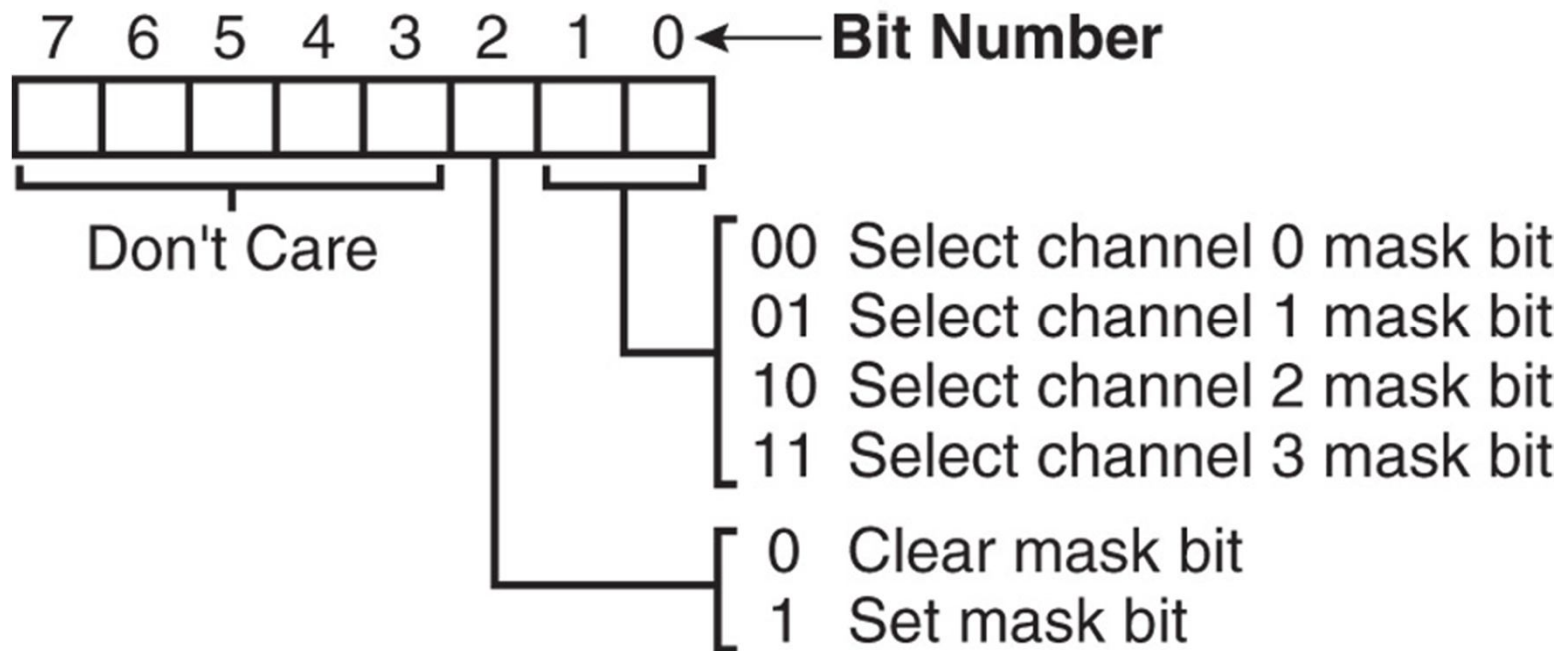 7 6 5 4 3 2 1 0 Bit Number
Don't Care
00 Select channel 0 mask bit
01 Select channel 1 mask bit
10 Select channel 2 mask bit
11 Select channel 3 mask bit
0 Clear mask bit
1 Set mask bit